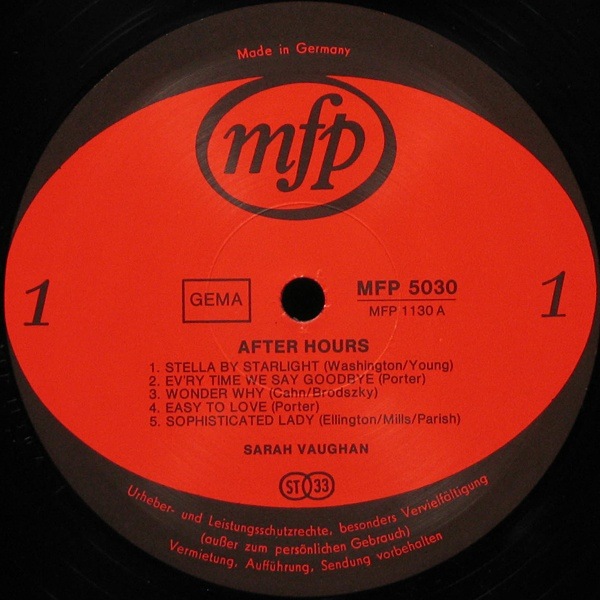 Made in Germany
mfp
1
1
GEMA
MFP 5030
MFP 1130 A
AFTER HOURS
1. STELLA BY STARLIGHT (Washington/Young)
2. EV'RY TIME WE SAY GOODBYE (Porter)
3. WONDER WHY (Cahn/Brodszky)
4. EASY TO LOVE (Porter)
5. SOPHISTICATED LADY (Ellington/Mills/Parish)
SARAH VAUGHAN
ST 33
Urheber- und Leistungsschutzrechte, besonders Vervielfältigung
(außer zum persönlichen Gebrauch)
Vermietung, Aufführung, Sendung vorbehalten